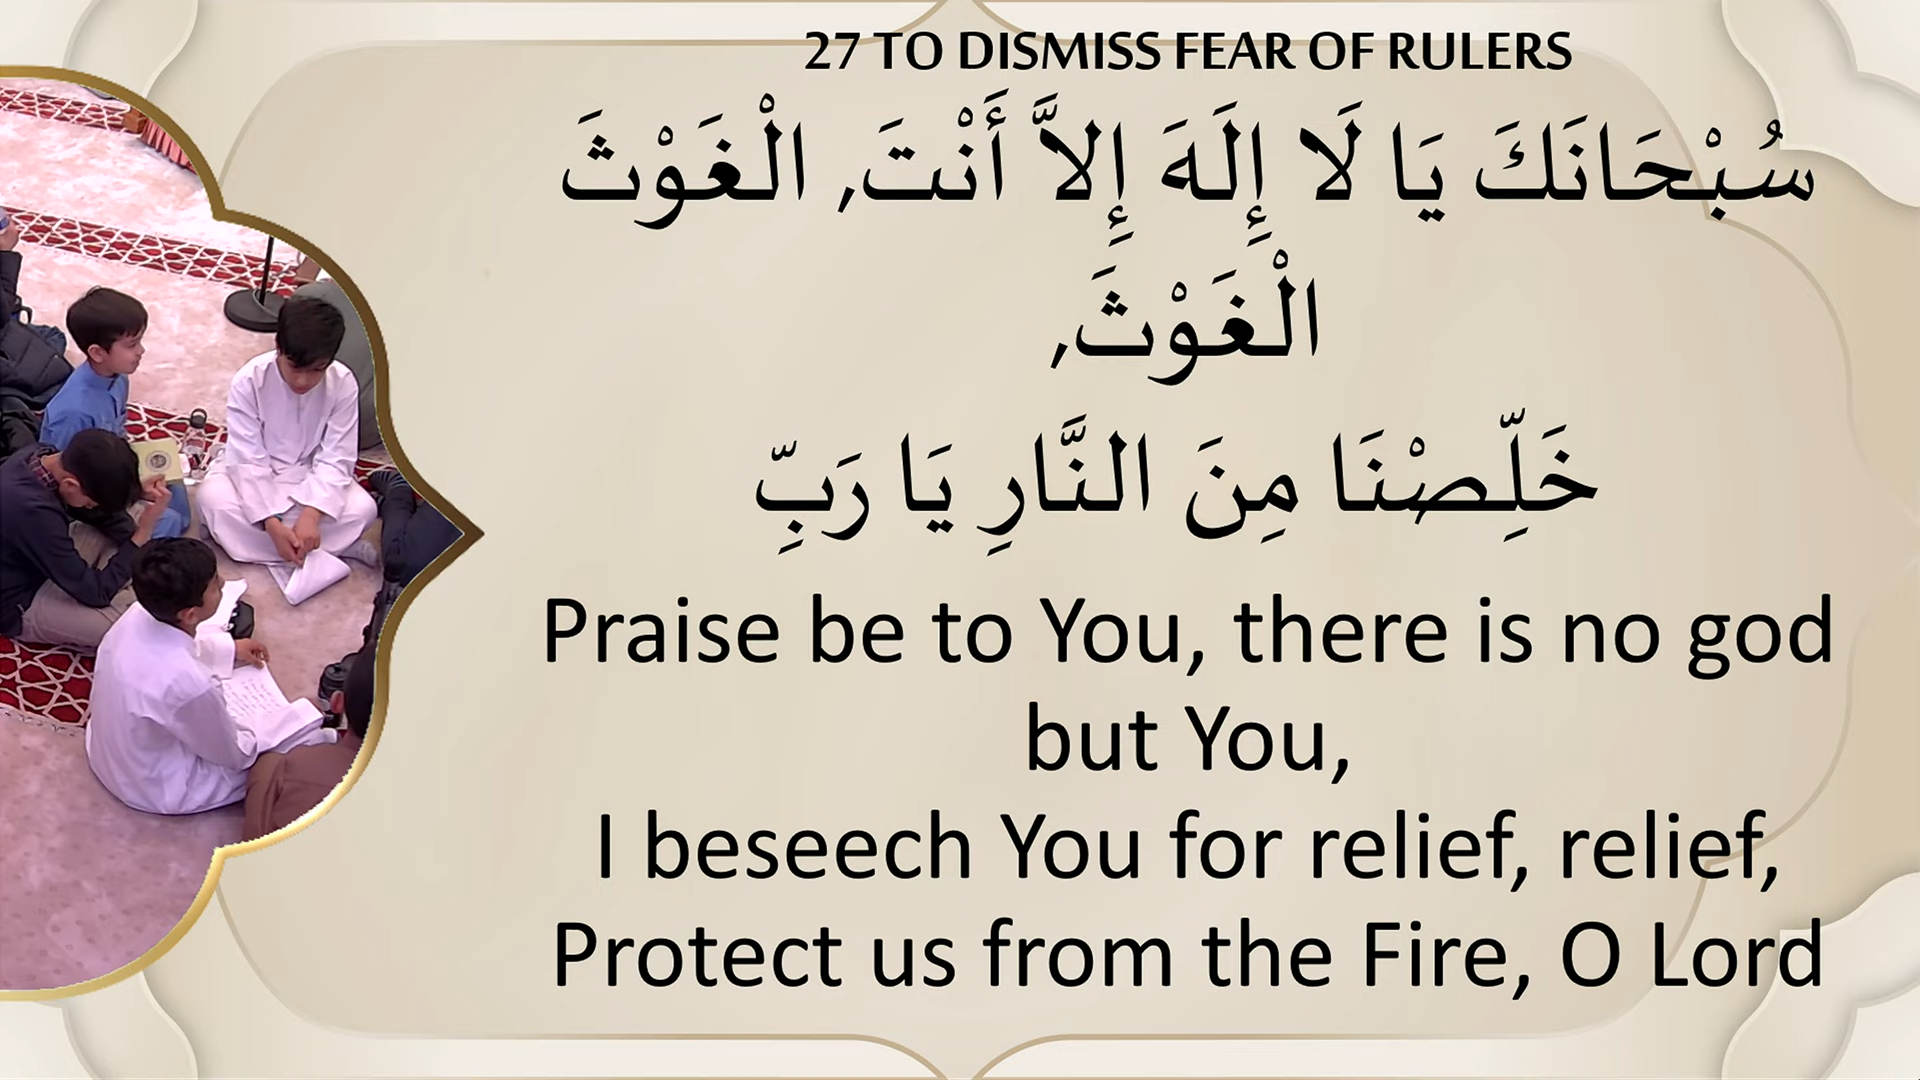 27 TO DISMISS FEAR OF RULERS
سُبْحَانَكَ يَا لَا إِلَهَ إِلاَّ أَنْتَ, الْغَوْثَ
الْغَوْثَ,
خَلِّصْنَا مِنَ النَّارِ يَا رَبِّ
Praise be to You, there is no god
but You,
I beseech You for relief, relief,
Protect us from the Fire, O Lord